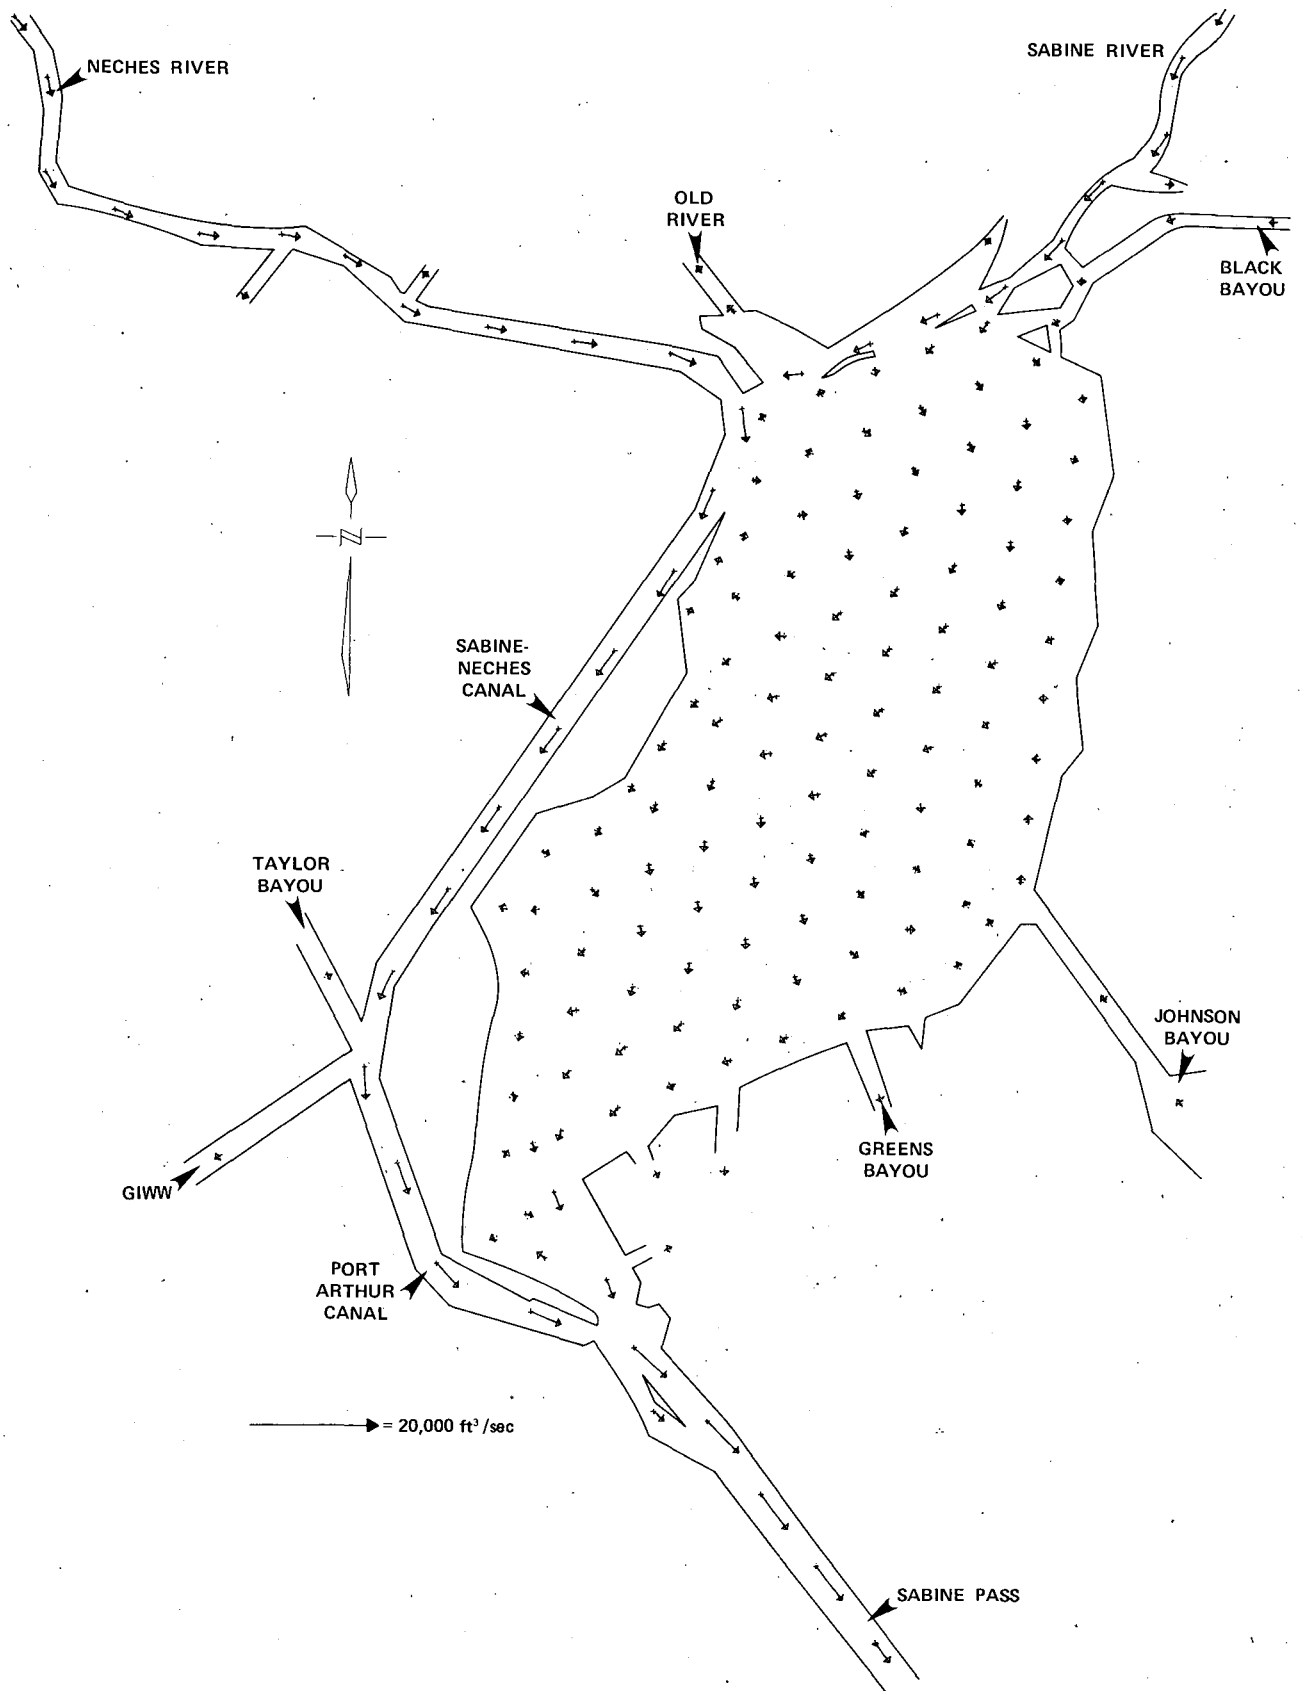 NECHES RIVER
SABINE RIVER
OLD
RIVER
BLACK
BAYOU
N
SABINE-
NECHES
CANAL
TAYLOR
BAYOU
JOHNSON
BAYOU
GREENS
BAYOU
GIWW
PORT
ARTHUR
CANAL
= 20,000 ft³/sec
SABINE PASS